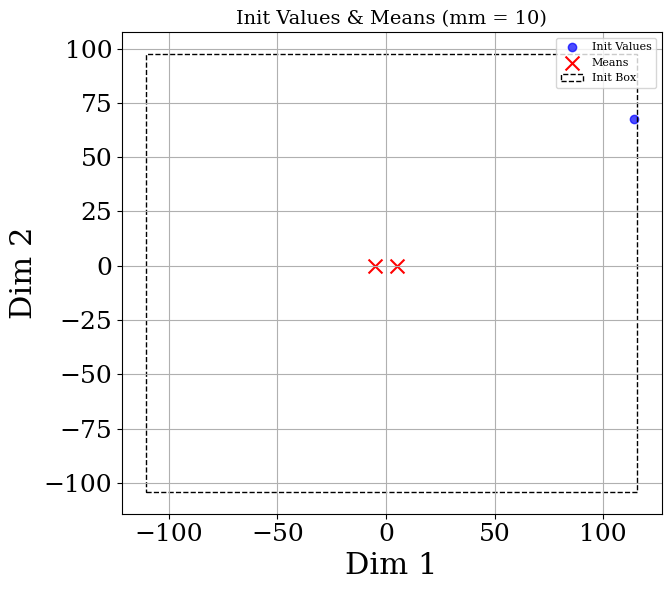 Init Values & Means (mm = 10)
Init Values
Means
Init Box
100
75
50
25
0
−25
−50
−75
−100
Dim 2
−100 −50 0 50 100
Dim 1